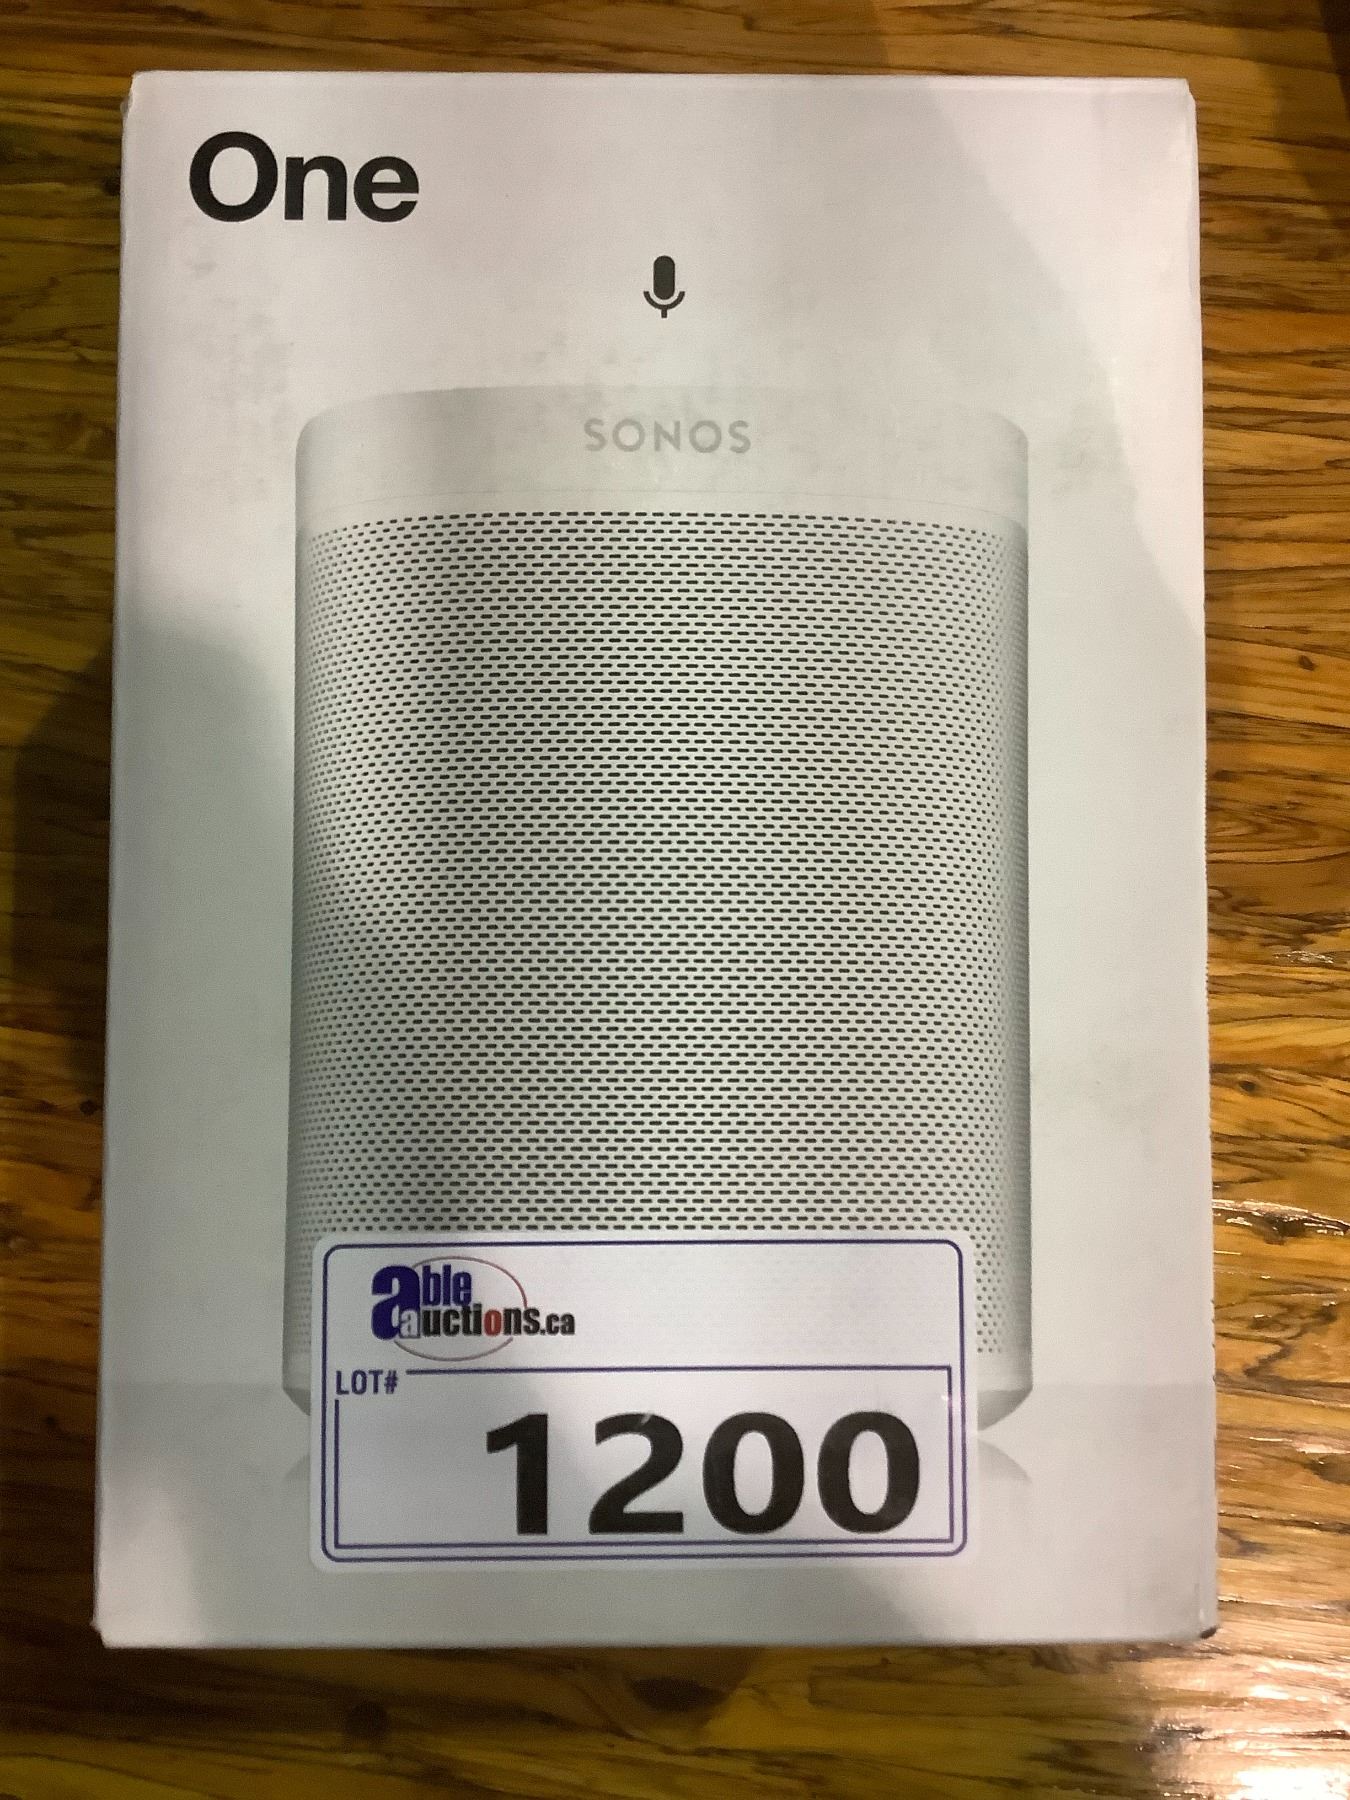 One
SONOS
able
auctions.ca
LOT#
1200